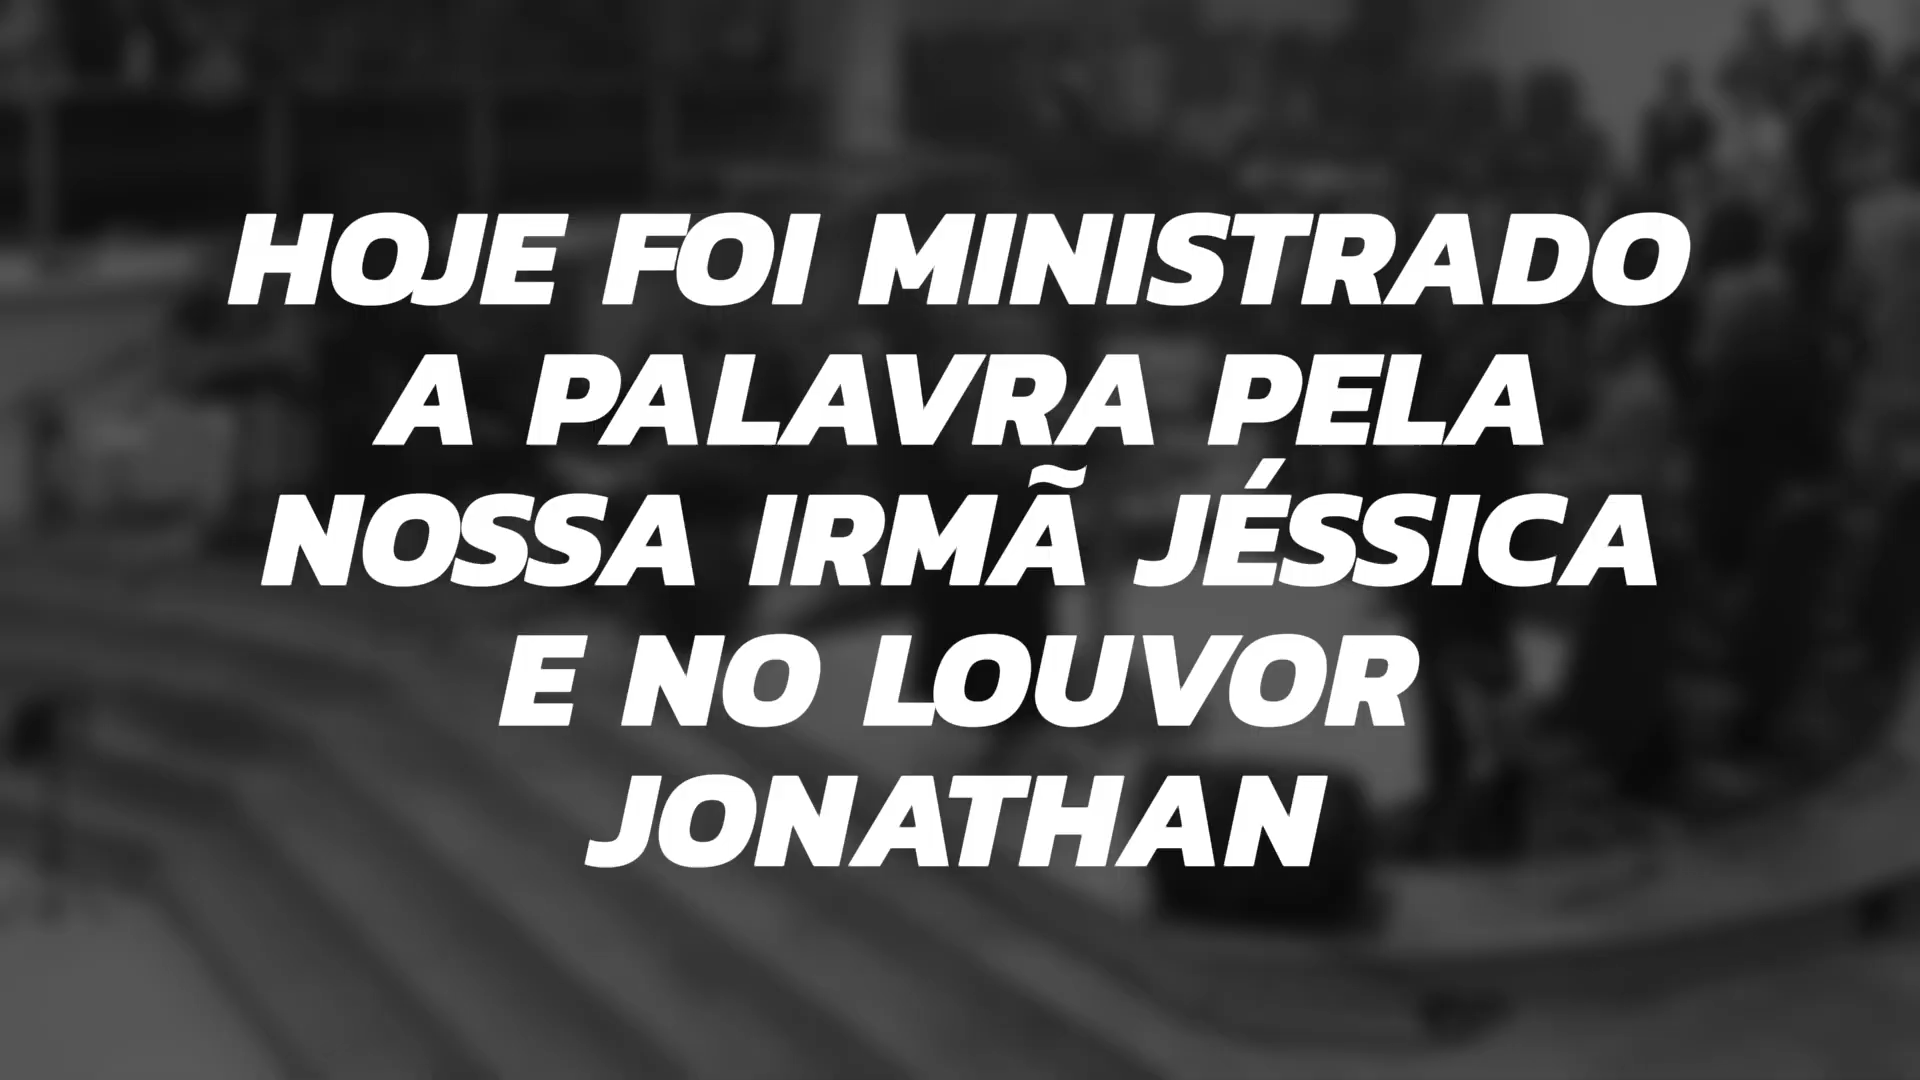 HOJE FOI MINISTRADO
A PALAVRA PELA
NOSSA IRMÃ JÉSSICA
E NO LOUVOR
JONATHAN